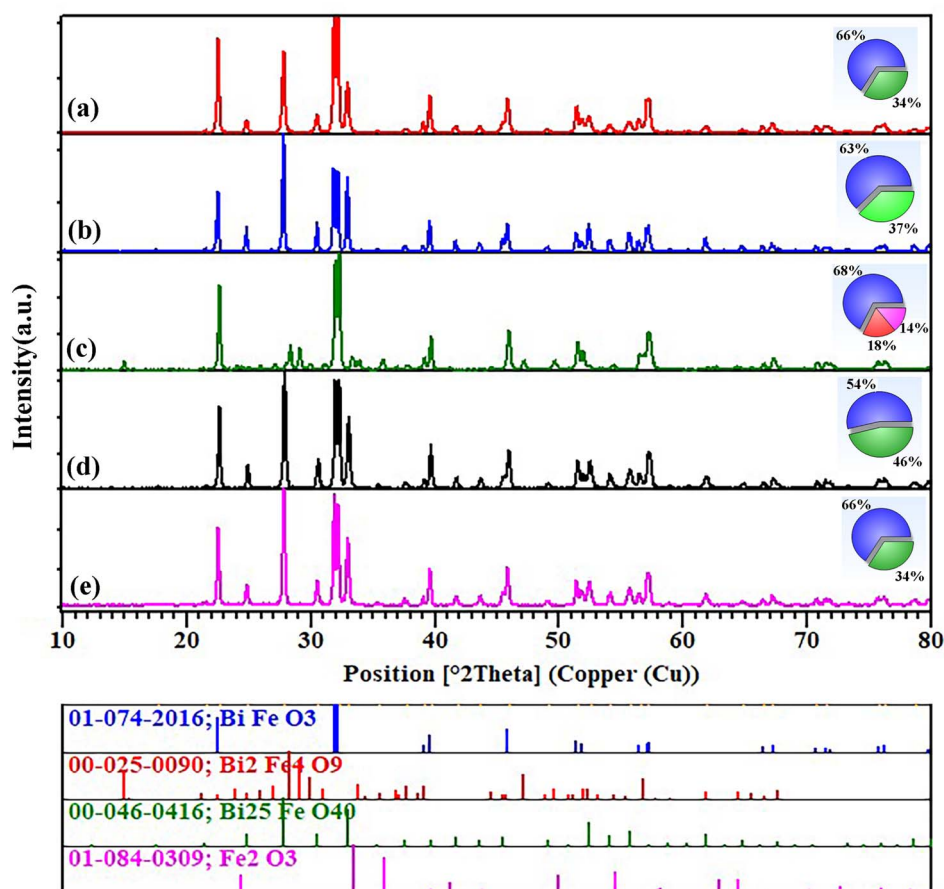 Intensity(a.u.)
(a)
66%
34%
(b)
63%
37%
(c)
68%
14%
18%
(d)
54%
46%
(e)
66%
34%
10 20 30 40 50 60 70 80
Position [°2Theta] (Copper (Cu))
01-074-2016; Bi Fe O3
00-025-0090; Bi2 Fe4 O9
00-046-0416; Bi25 Fe O40
01-084-0309; Fe2 O3